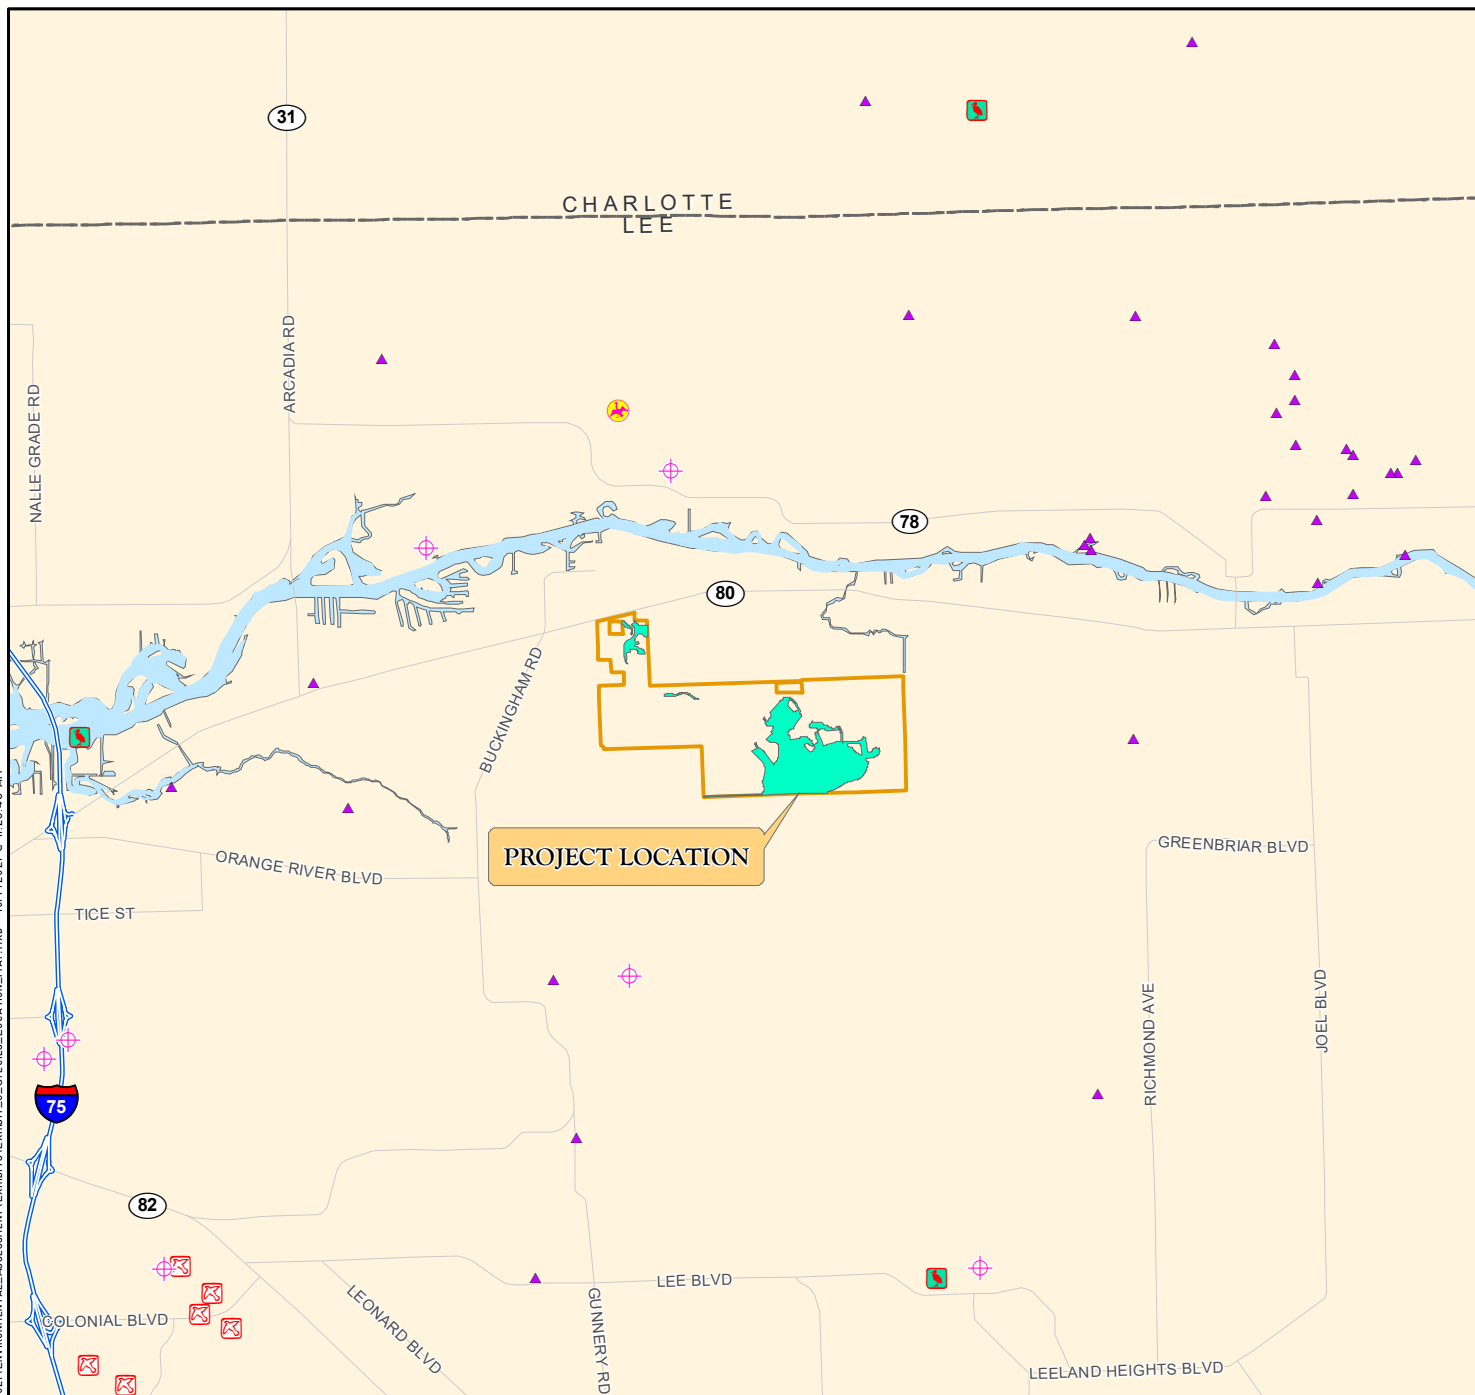 31
CHARLOTTE
LEE
ARCADIA RD
NALLE GRADE RD
78
80
BUCKINGHAM RD
PROJECT LOCATION
GREENBRIAR BLVD
ORANGE RIVER BLVD
TICE ST
RICHMOND AVE
JOEL BLVD
75
82
LEE BLVD
COLONIAL BLVD
LEONARD BLVD
GUNNERY RD
LEELAND HEIGHTS BLVD